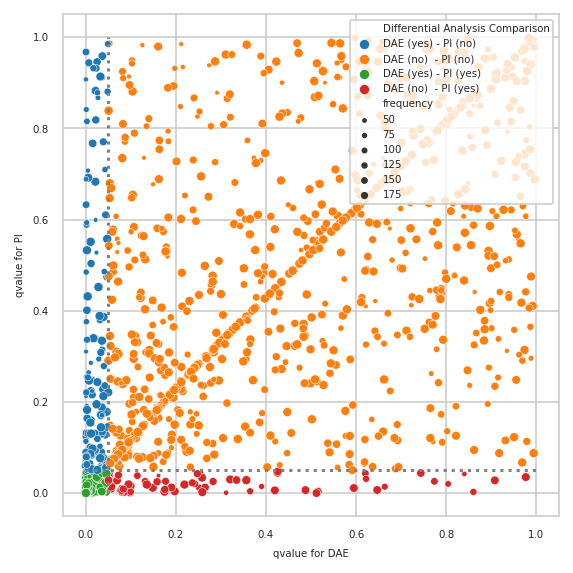 Differential Analysis Comparison
DAE (yes) - PI (no)
DAE (no)  - PI (no)
DAE (yes) - PI (yes)
DAE (no)  - PI (yes)
frequency
50
75
100
125
150
175
1.0
0.8
0.6
0.4
0.2
0.0
qvalue for PI
0.0 0.2 0.4 0.6 0.8 1.0
qvalue for DAE